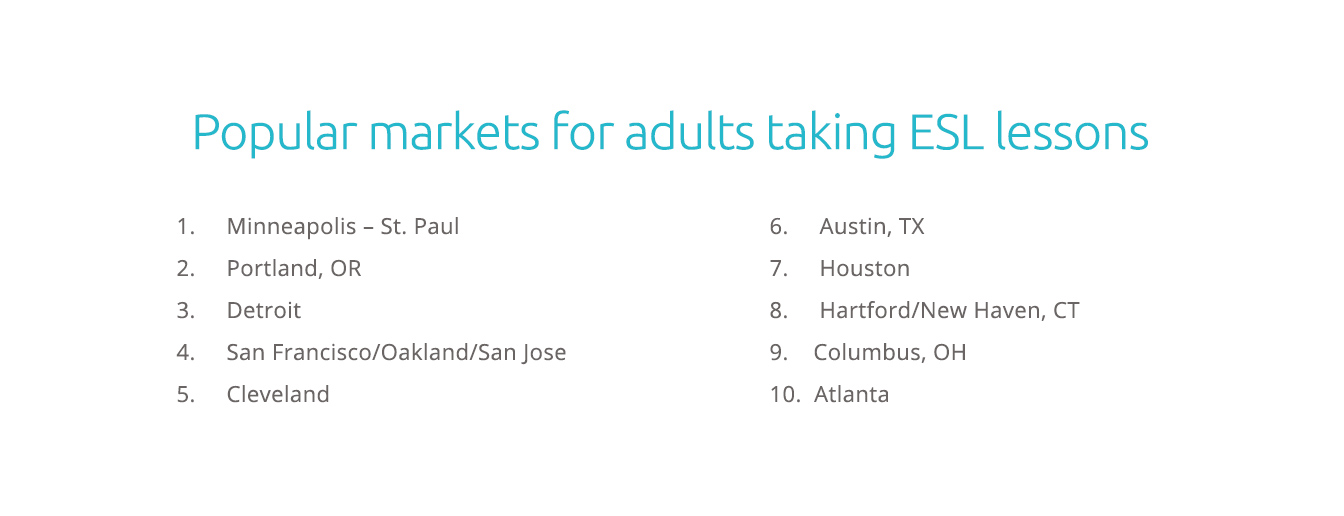 Popular markets for adults taking ESL lessons
1. Minneapolis – St. Paul
2. Portland, OR
3. Detroit
4. San Francisco/Oakland/San Jose
5. Cleveland
6. Austin, TX
7. Houston
8. Hartford/New Haven, CT
9. Columbus, OH
10. Atlanta